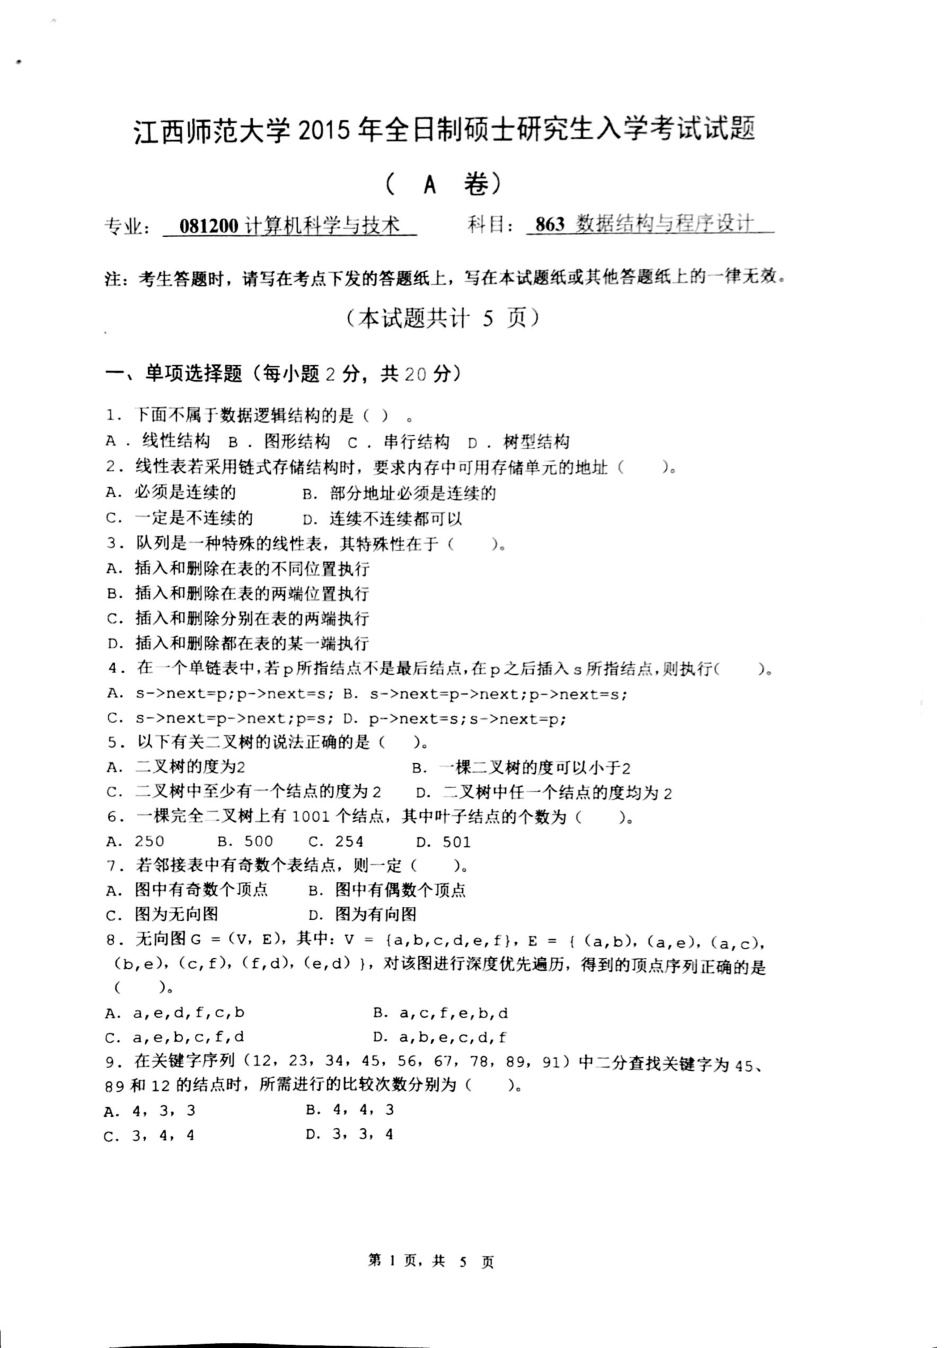 江西师范大学 2015 年全日制硕士研究生入学考试试题
（ A 卷）
专业： 081200 计算机科学与技术 科目： 863 数据结构与程序设计
注：考生答题时，请写在考点下发的答题纸上，写在本试题纸或其他答题纸上的一律无效。
（本试题共计 5 页）
一、单项选择题（每小题 2 分，共 20 分）
1. 下面不属于数据逻辑结构的是（ ） 。
A . 线性结构 B . 图形结构 C . 串行结构 D . 树型结构
2. 线性表若采用链式存储结构时，要求内存中可用存储单元的地址（ ）。
A. 必须是连续的 B. 部分地址必须是连续的
C. 一定是不连续的 D. 连续不连续都可以
3. 队列是一种特殊的线性表，其特殊性在于（ ）。
A. 插入和删除在表的不同位置执行
B. 插入和删除在表的两端位置执行
C. 插入和删除分别在表的两端执行
D. 插入和删除都在表的某一端执行
4. 在一个单链表中,若p所指结点不是最后结点,在p之后插入s所指结点,则执行( )。
A. s->next=p;p->next=s; B. s->next=p->next;p->next=s;
C. s->next=p->next;p=s; D. p->next=s;s->next=p;
5. 以下有关二叉树的说法正确的是（ ）。
A. 二叉树的度为2 B. 一棵二叉树的度可以小于2
C. 二叉树中至少有一个结点的度为2 D. 二叉树中任一个结点的度均为2
6. 一棵完全二叉树上有1001个结点，其中叶子结点的个数为（ ）。
A. 250 B. 500 C. 254 D. 501
7. 若邻接表中有奇数个表结点，则一定（ ）。
A. 图中有奇数个顶点 B. 图中有偶数个顶点
C. 图为无向图 D. 图为有向图
8. 无向图G =（V, E），其中：V = {a,b,c,d,e,f}, E = {（a,b），（a,e），（a,c），
（b,e），（c,f），（f,d），（e,d）}，对该图进行深度优先遍历，得到的顶点序列正确的是
（ ）。
A. a,e,d,f,c,b B. a,c,f,e,b,d
C. a,e,b,c,f,d D. a,b,e,c,d,f
9. 在关键字序列（12, 23, 34, 45, 56, 67, 78, 89, 91）中二分查找关键字为45、
89和12的结点时，所需进行的比较次数分别为（ ）。
A. 4, 3, 3 B. 4, 4, 3
C. 3, 4, 4 D. 3, 3, 4
第 1 页, 共 5 页